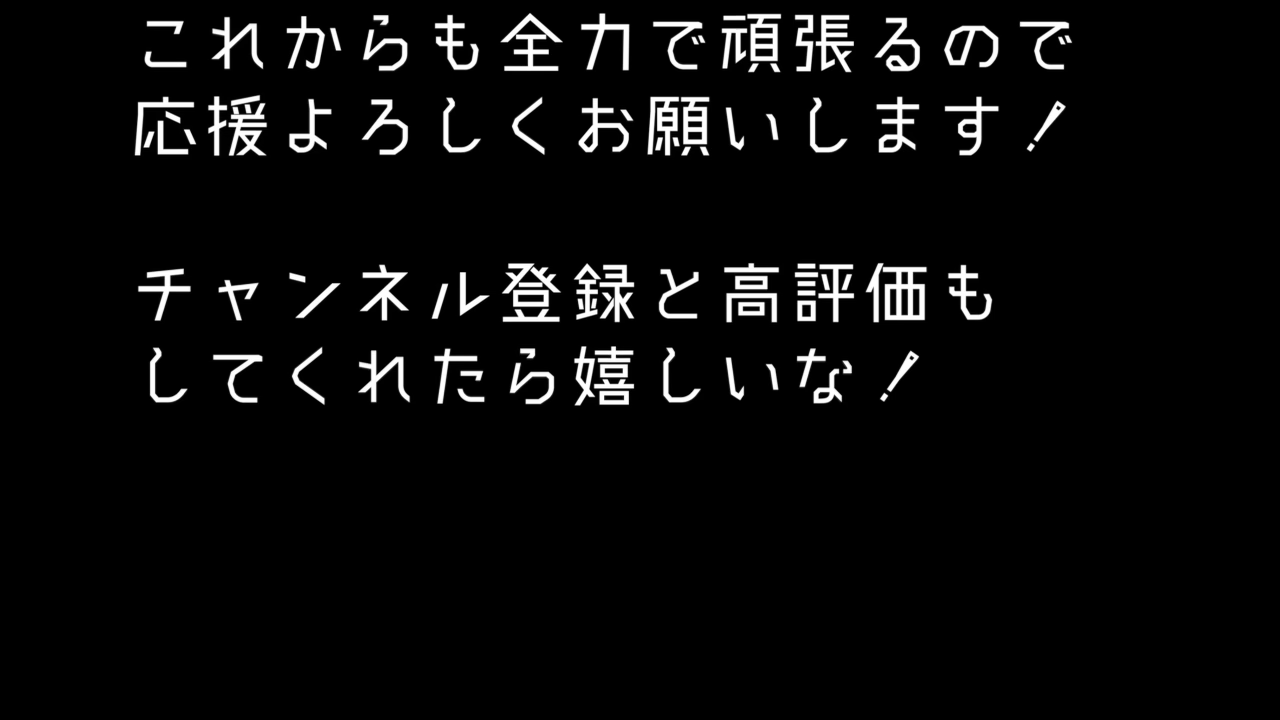 これからも全力で頑張るので
応援よろしくお願いします！
チャンネル登録と高評価も
してくれたら嬉しいな！